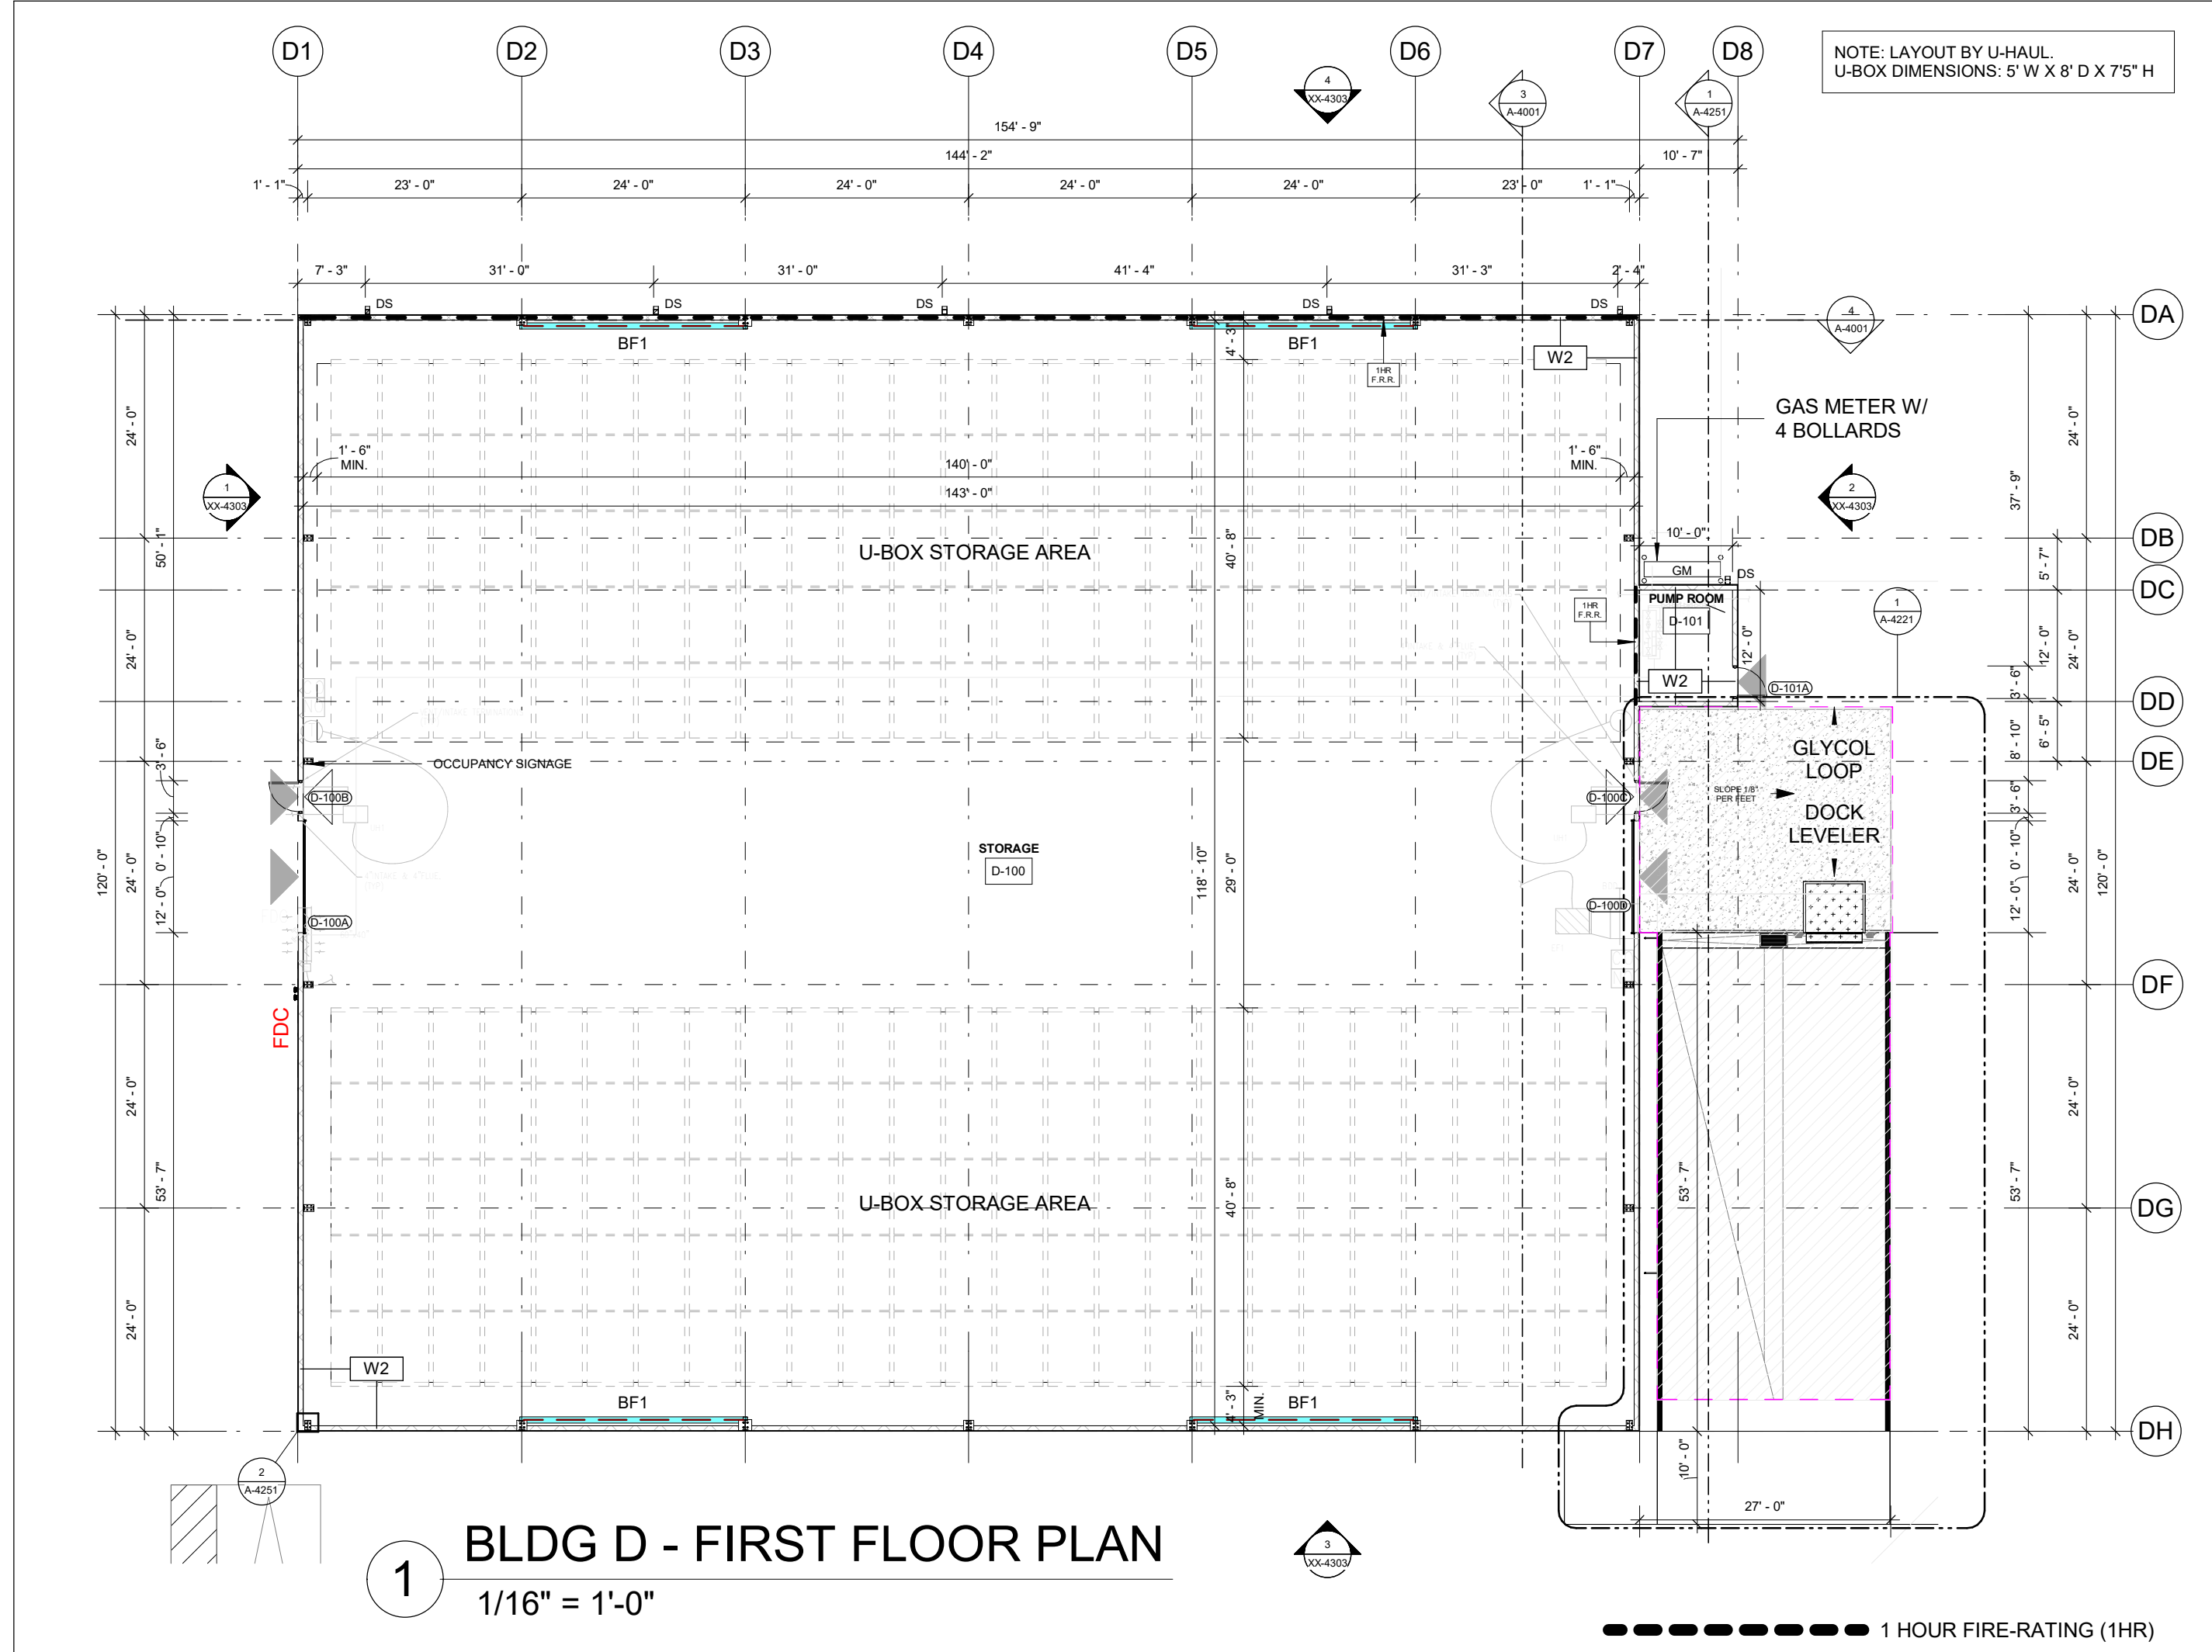 D1
D2
D3
D4
D5
D6
D7
D8
NOTE: LAYOUT BY U-HAUL.
U-BOX DIMENSIONS: 5' W X 8' D X 7'5" H
4
XX-4303
3
A-4001
1
A-4251
154' - 9"
144' - 2"
10' - 7"
1' - 1"
23' - 0"
24' - 0"
24' - 0"
24' - 0"
24' - 0"
23' - 0"
1' - 1"
7' - 3"
31' - 0"
31' - 0"
41' - 4"
31' - 3"
2' - 4"
DS
DS
DS
DS
DS
DA
4
A-4001
BF1
BF1
4' - 3"
W2
1HR
F.R.R.
GAS METER W/
4 BOLLARDS
24' - 0"
24' - 0"
1' - 6"
MIN.
140' - 0"
1' - 6"
MIN.
143' - 0"
1
XX-4303
2
XX-4303
37' - 9"
50' - 1"
U-BOX STORAGE AREA
40' - 8"
10' - 0"
DB
GM
DS
5' - 7"
DC
PUMP ROOM
D-101
1HR
F.R.R.
1
A-4221
12' - 0"
12' - 0"
24' - 0"
24' - 0"
W2
D-101A
3' - 6"
DD
GLYCOL
LOOP
8' - 10"
6' - 5"
DE
3' - 6"
OCCUPANCY SIGNAGE
D-100B
D-100C
SLOPE 1/8"
PER FEET
3' - 6"
DOCK
LEVELER
0' - 10"
0' - 10"
STORAGE
D-100
120' - 0"
24' - 0"
12' - 0"
118' - 10"
29' - 0"
12' - 0"
24' - 0"
120' - 0"
D-100A
D-100D
DF
FDC
24' - 0"
24' - 0"
53' - 7"
53' - 7"
53' - 7"
U-BOX STORAGE AREA
40' - 8"
DG
24' - 0"
24' - 0"
W2
BF1
BF1
4' - 3"
MIN.
DH
2
A-4251
10' - 0"
27' - 0"
3
XX-4303
1
BLDG D - FIRST FLOOR PLAN
1/16" = 1'-0"
1 HOUR FIRE-RATING (1HR)